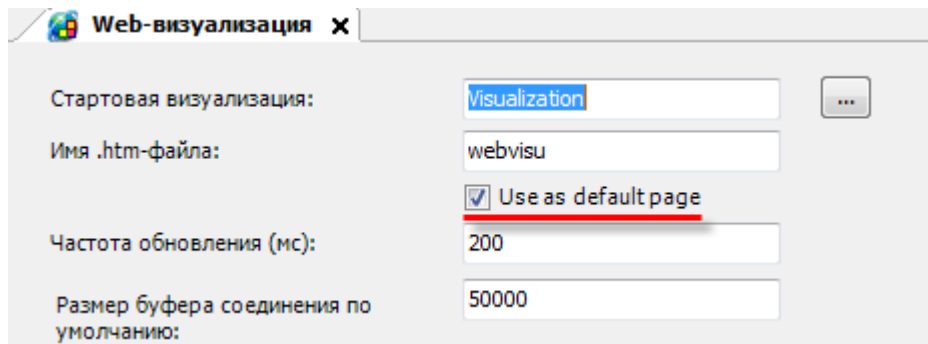 Web-визуализация
Стартовая визуализация: Visualization ...
Имя .htm-файла: webvisu
Use as default page
Частота обновления (мс): 200
Размер буфера соединения по 50000
умолчанию: